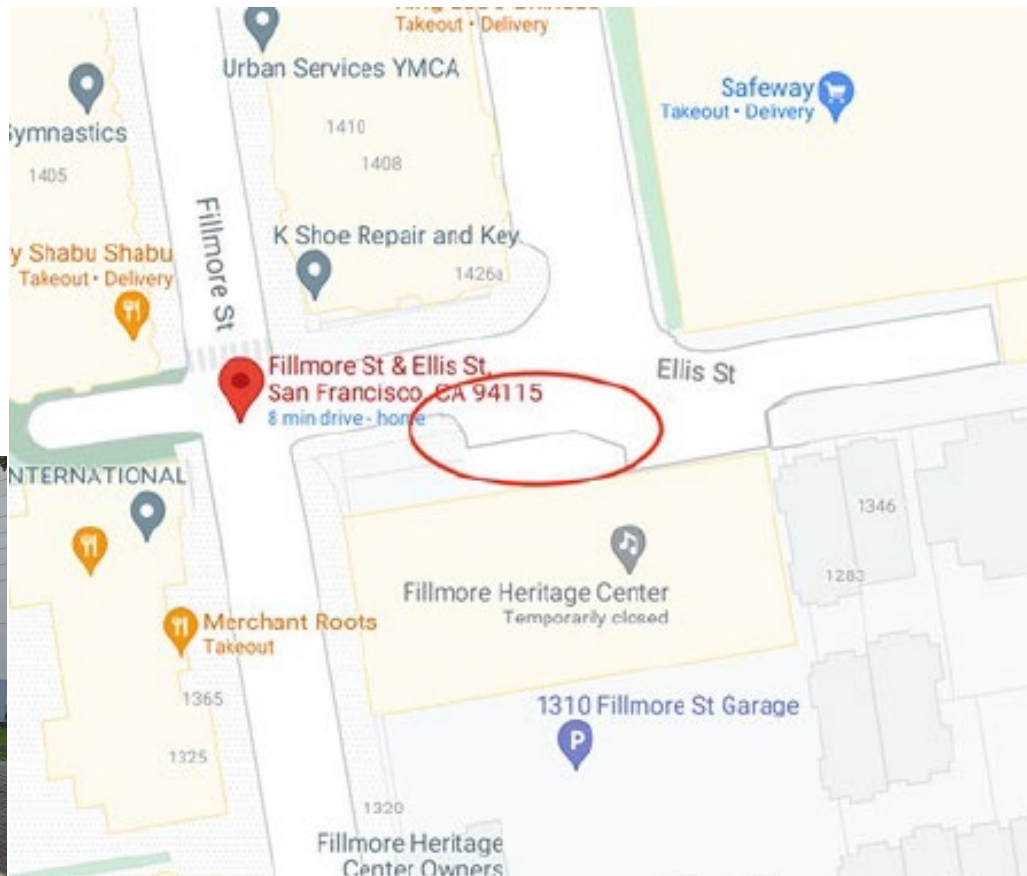 Takeout • Delivery
Urban Services YMCA
Safeway
Takeout • Delivery
ymnastics
1410
1408
1405
Fillmore St
K Shoe Repair and Key
1426a
y Shabu Shabu
Takeout • Delivery
Fillmore St & Ellis St,
San Francisco, CA 94115
8 min drive - home
Ellis St
NTERNATIONAL
1346
1283
Fillmore Heritage Center
Temporarily closed
Merchant Roots
Takeout
1365
1310 Fillmore St Garage
P
1325
1320
Fillmore Heritage
Center Owners